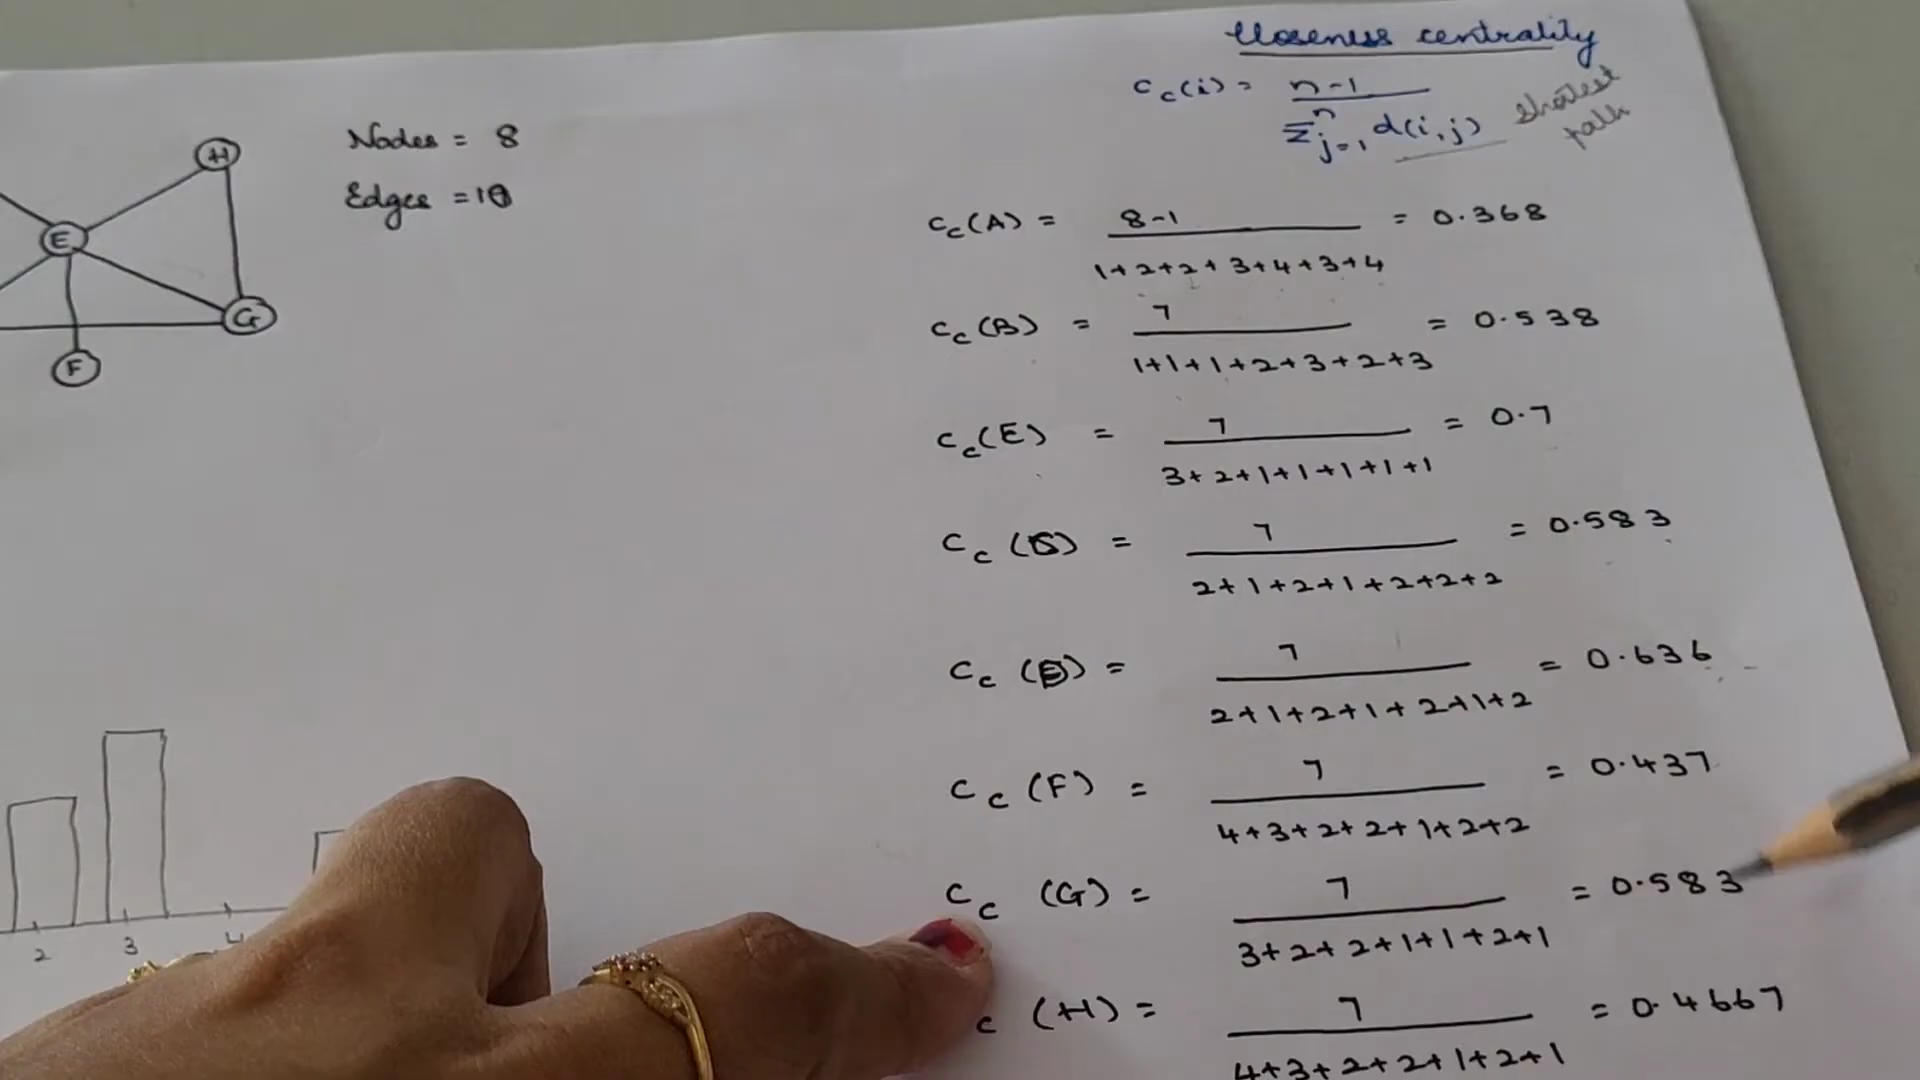 Closeness centrality
Cc(i) = n-1 / Σⁿj=1 d(i,j) shortest path
H
E
G
F
Nodes = 8
Edges = 10
Cc(A) = 8-1 / 1+2+2+3+4+3+4 = 0.368
Cc(B) = 7 / 1+1+1+2+3+2+3 = 0.538
Cc(E) = 7 / 3+2+1+1+1+1+1 = 0.7
Cc( ) = 7 / 2+1+2+1+2+2+2 = 0.583
Cc( ) = 7 / 2+1+2+1+2+1+2 = 0.636
Cc(F) = 7 / 4+3+2+2+1+2+2 = 0.437
Cc(G) = 7 / 3+2+2+1+1+2+1 = 0.583
c(H) = 7 / 4+3+2+2+1+2+1 = 0.4667
2 3 4